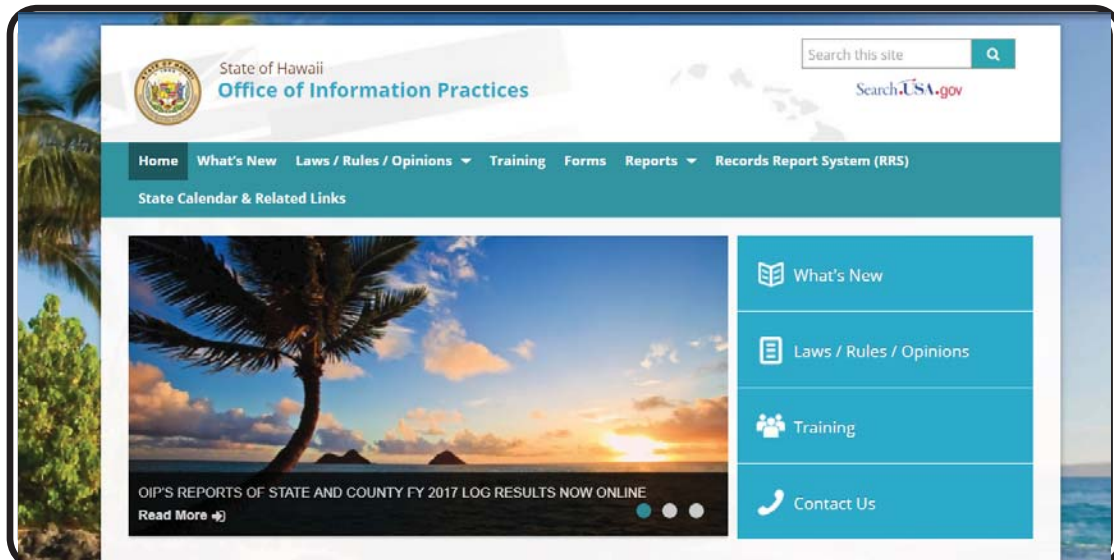 State of Hawaii
Office of Information Practices
Search this site
Search.USA.gov
Home What's New Laws / Rules / Opinions Training Forms Reports Records Report System (RRS)
State Calendar & Related Links
What's New
Laws / Rules / Opinions
Training
Contact Us
OIP'S REPORTS OF STATE AND COUNTY FY 2017 LOG RESULTS NOW ONLINE
Read More